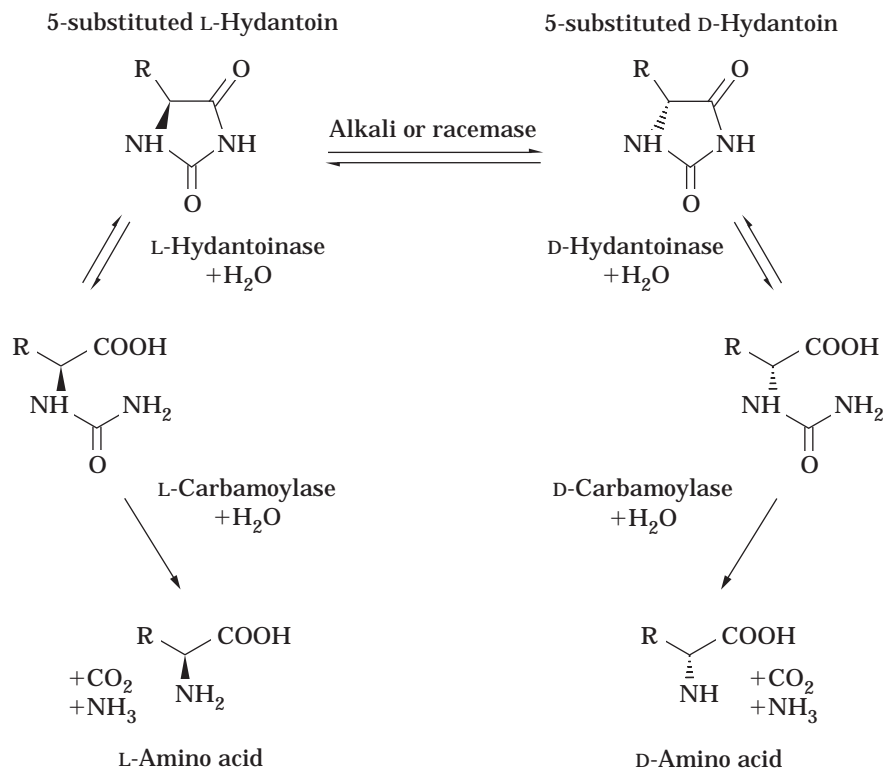 5-substituted L-Hydantoin
5-substituted D-Hydantoin
R
O
NH
NH
O
Alkali or racemase
R
O
NH
NH
O
L-Hydantoinase
+H₂O
D-Hydantoinase
+H₂O
R
COOH
NH
NH₂
O
R
COOH
NH
NH₂
O
L-Carbamoylase
+H₂O
D-Carbamoylase
+H₂O
R
COOH
+CO₂
+NH₃
NH₂
R
COOH
NH
+CO₂
+NH₃
L-Amino acid
D-Amino acid